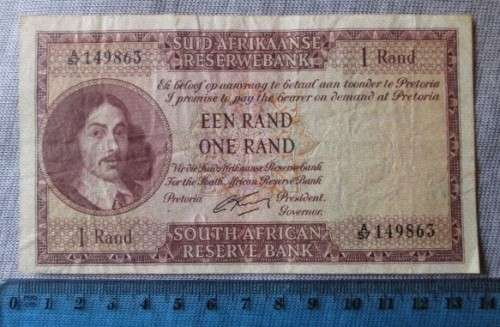 SUID-AFRIKAANSE
RESERWEBANK
149863
1 Rand
Ek beloof op aanvraag te betaal aan toonder te Pretoria
I promise to pay the bearer on demand at Pretoria
EEN RAND
ONE RAND
Vir die Suid-Afrikaanse Reserwebank
For the South African Reserve Bank
Pretoria
President.
Governor.
149863
1 Rand
SOUTH AFRICAN
RESERVE BANK
0 1 2 3 4 5 6 7 8 9 10 11 12 13 14